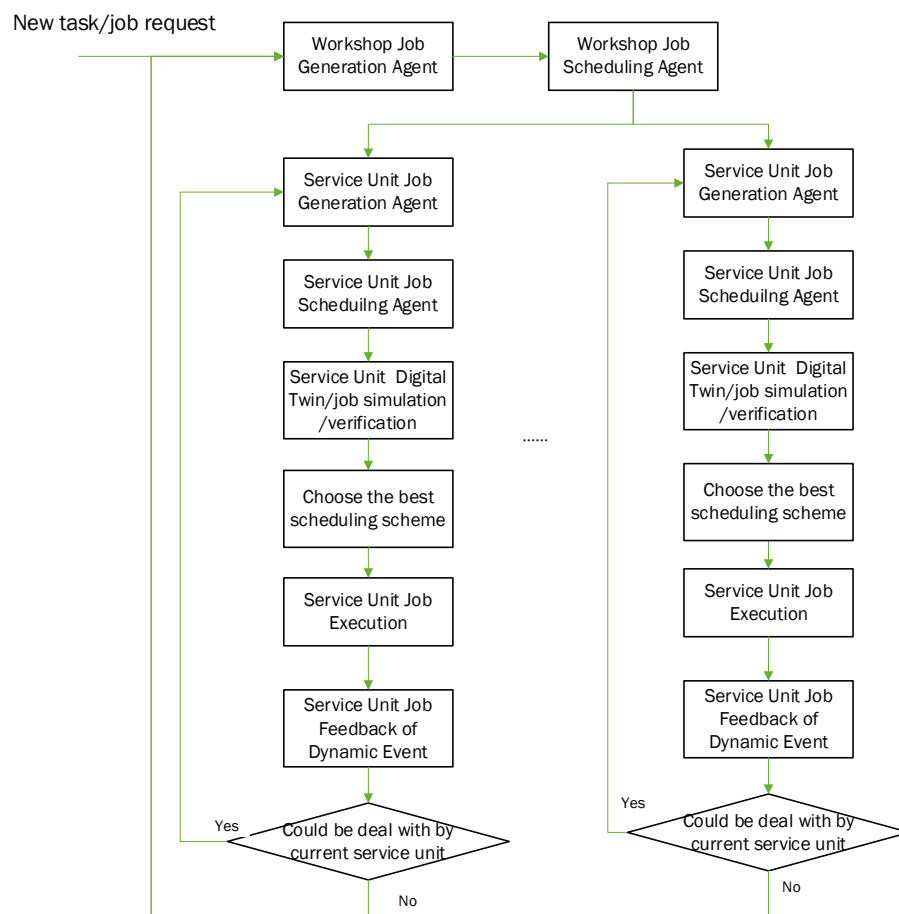 New task/job request
Workshop Job
Generation Agent
Workshop Job
Scheduling Agent
Service Unit Job
Generation Agent
Service Unit Job
Scheduilng Agent
Service Unit  Digital
Twin/job simulation
/verification
Choose the best
scheduling scheme
Service Unit Job
Execution
Service Unit Job
Feedback of
Dynamic Event
Yes
Could be deal with by
current service unit
No
......
Service Unit Job
Generation Agent
Service Unit Job
Scheduilng Agent
Service Unit  Digital
Twin/job simulation
/verification
Choose the best
scheduling scheme
Service Unit Job
Execution
Service Unit Job
Feedback of
Dynamic Event
Yes
Could be deal with by
current service unit
No